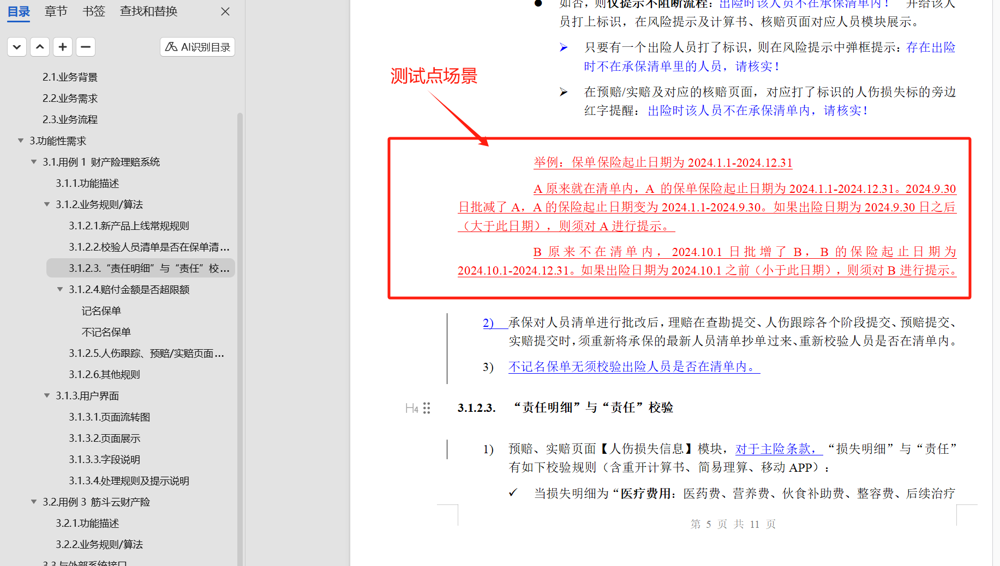 目录 章节 书签 查找和替换
AI识别目录
2.1.业务背景
2.2.业务需求
2.3.业务流程
3.功能性需求
3.1.用例 1 财产险理赔系统
3.1.1.功能描述
3.1.2.业务规则/算法
3.1.2.1.新产品上线常规规则
3.1.2.2.校验人员清单是否在保单清...
3.1.2.3.“责任明细”与“责任”校...
3.1.2.4.赔付金额是否超限额
记名保单
不记名保单
3.1.2.5.人伤跟踪、预赔/实赔页面...
3.1.2.6.其他规则
3.1.3.用户界面
3.1.3.1.页面流转图
3.1.3.2.页面展示
3.1.3.3.字段说明
3.1.3.4.处理规则及提示说明
3.2.用例 3 筋斗云财产险
3.2.1.功能描述
3.2.2.业务规则/算法
3.3.与外部系统接口
● 如否，则仅提示不阻断流程：出险时该人员不在承保清单内！ 并给该人
员打上标识，在风险提示及计算书、核赔页面对应人员模块展示。
➢ 只要有一个出险人员打了标识，则在风险提示中弹框提示：存在出险
时不在承保清单里的人员，请核实！
测试点场景
➢ 在预赔/实赔及对应的核赔页面，对应打了标识的人伤损失标的旁边
红字提醒：出险时该人员不在承保清单内，请核实！
举例：保单保险起止日期为 2024.1.1-2024.12.31
A 原来就在清单内，A 的保单保险起止日期为 2024.1.1-2024.12.31。2024.9.30
日批减了 A，A 的保险起止日期变为 2024.1.1-2024.9.30。如果出险日期为 2024.9.30 日之后
（大于此日期），则须对 A 进行提示。
B 原来不在清单内，2024.10.1 日批增了 B，B 的保险起止日期为
2024.10.1-2024.12.31。如果出险日期为 2024.10.1 之前（小于此日期），则须对 B 进行提示。
2) 承保对人员清单进行批改后，理赔在查勘提交、人伤跟踪各个阶段提交、预赔提交、
实赔提交时，须重新将承保的最新人员清单抄单过来、重新校验人员是否在清单内。
3) 不记名保单无须校验出险人员是否在清单内。
H4 3.1.2.3. “责任明细”与“责任”校验
1) 预赔、实赔页面【人伤损失信息】模块，对于主险条款，“损失明细”与“责任”
有如下校验规则（含重开计算书、简易理算、移动 APP）：
✓ 当损失明细为“医疗费用：医药费、营养费、伙食补助费、整容费、后续治疗
第 5 页 共 11 页